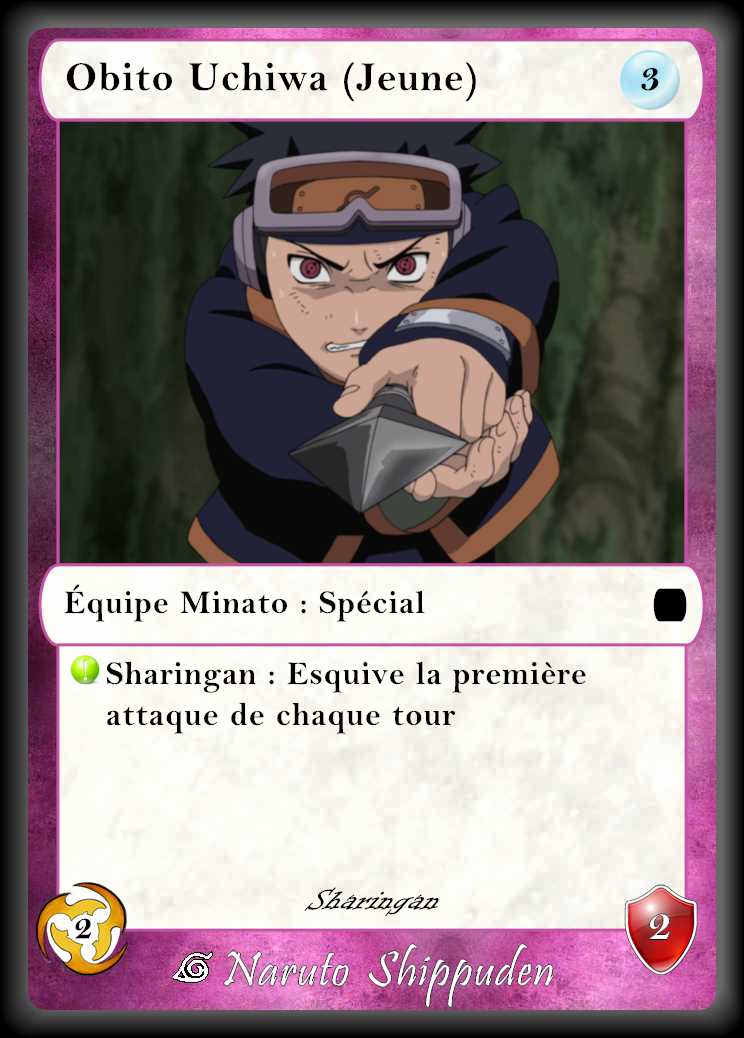 Obito Uchiwa (Jeune)
3
Équipe Minato : Spécial
! Sharingan : Esquive la première
attaque de chaque tour
Sharingan
2
2
Naruto Shippuden